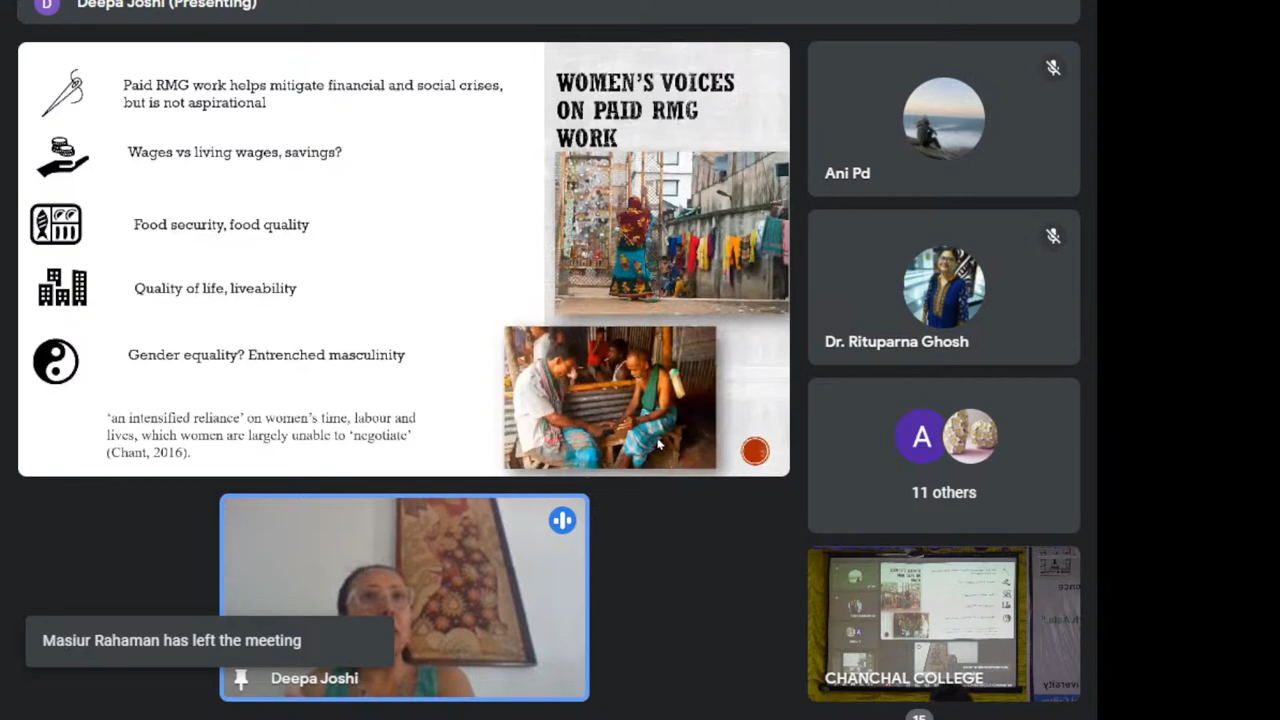 Deepa Joshi (Presenting)
Paid RMG work helps mitigate financial and social crises,
but is not aspirational
Wages vs living wages, savings?
Food security, food quality
Quality of life, liveability
Gender equality? Entrenched masculinity
'an intensified reliance' on women's time, labour and
lives, which women are largely unable to 'negotiate'
(Chant, 2016).
WOMEN'S VOICES
ON PAID RMG
WORK
Ani Pd
Dr. Rituparna Ghosh
A
11 others
Masiur Rahaman has left the meeting
Deepa Joshi
CHANCHAL COLLEGE
15